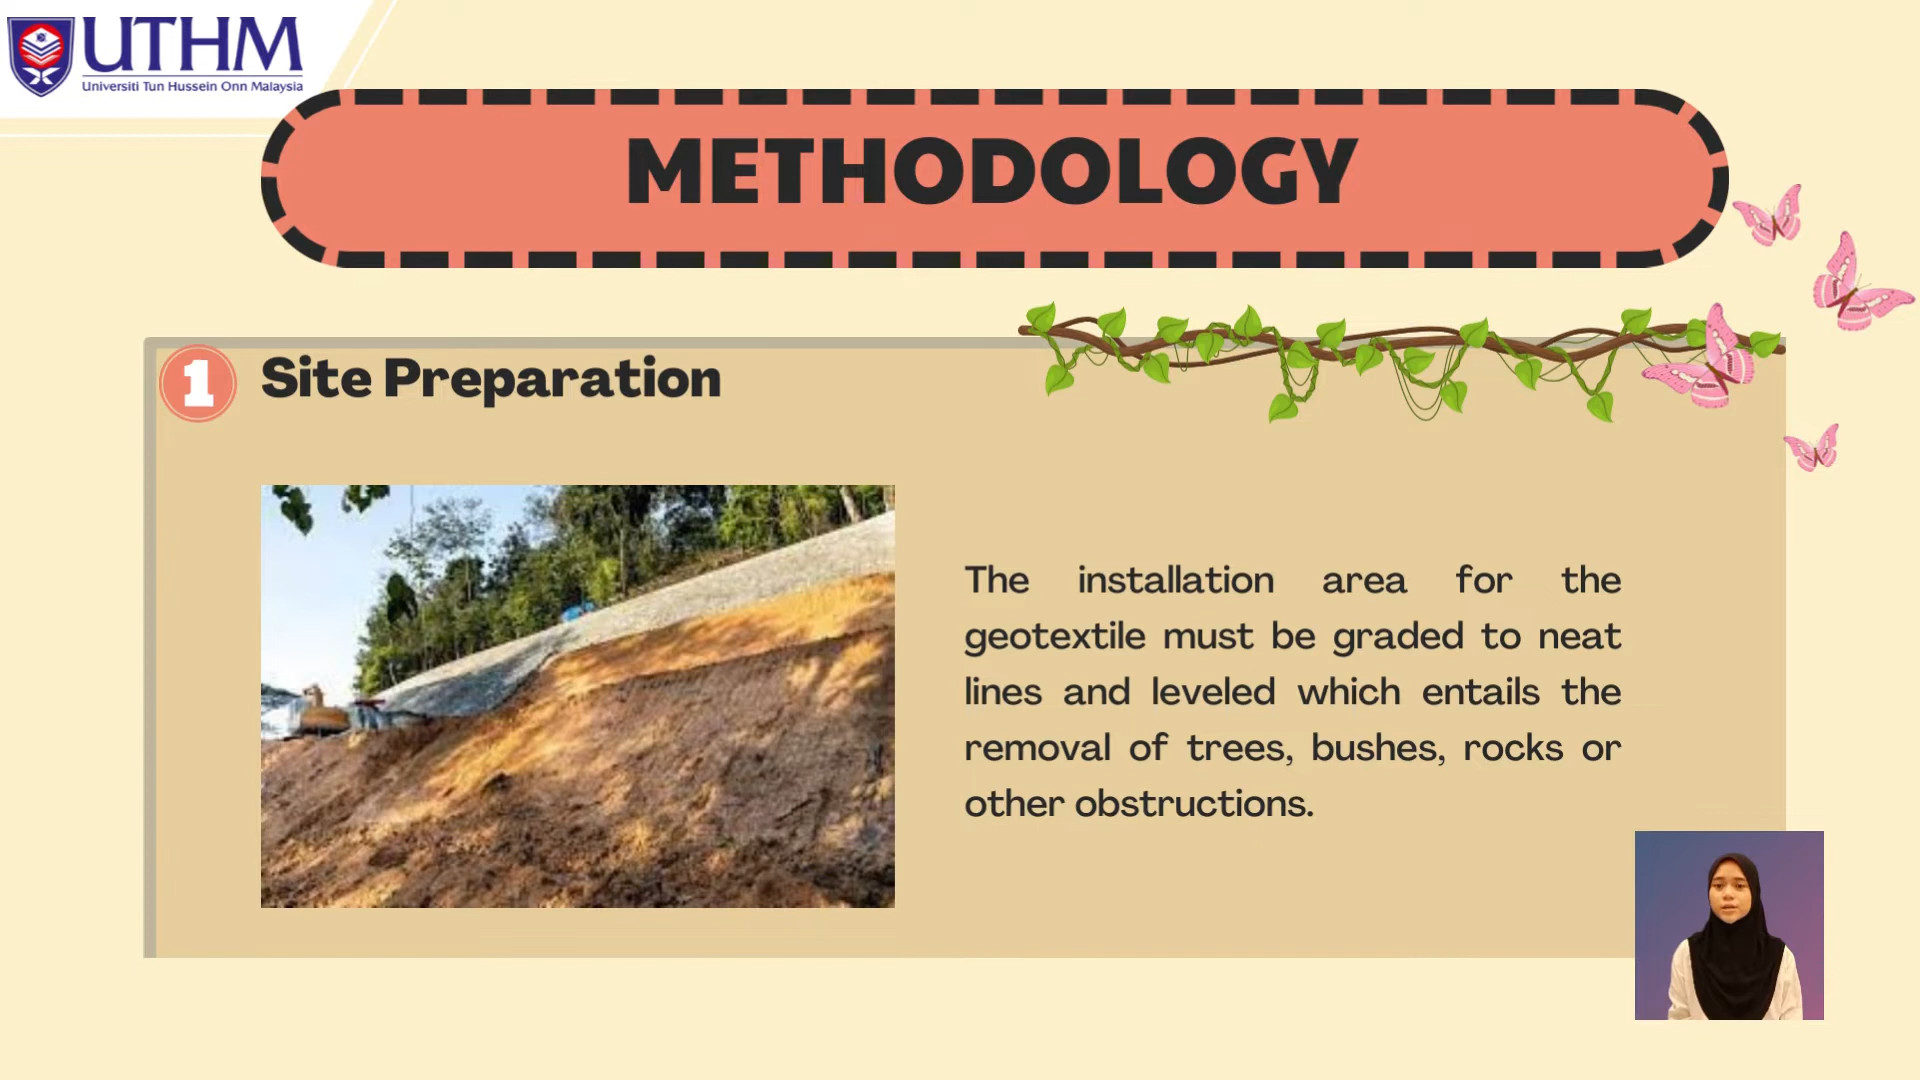 UTHM
Universiti Tun Hussein Onn Malaysia
METHODOLOGY
1 Site Preparation
The installation area for the
geotextile must be graded to neat
lines and leveled which entails the
removal of trees, bushes, rocks or
other obstructions.